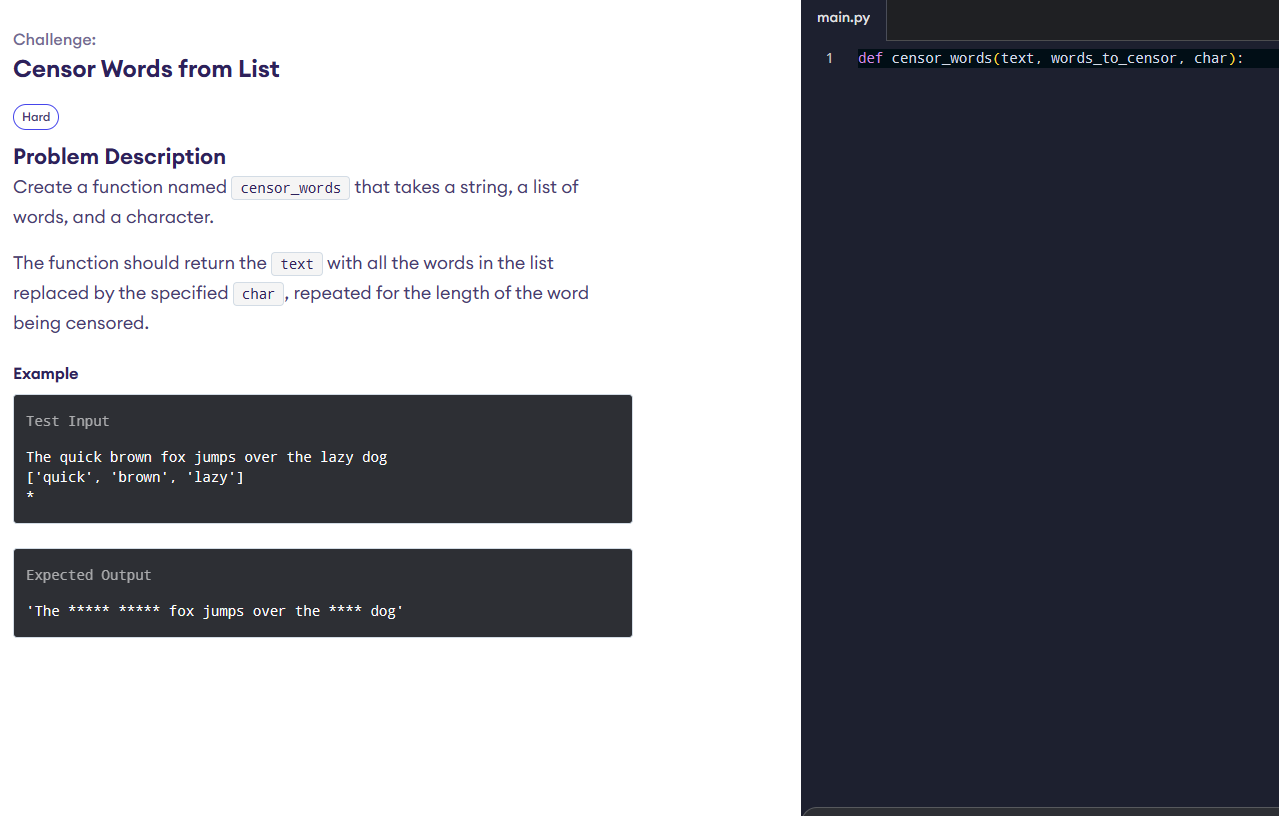 Challenge:
Censor Words from List
Hard
Problem Description
Create a function named censor_words that takes a string, a list of
words, and a character.
The function should return the text with all the words in the list
replaced by the specified char, repeated for the length of the word
being censored.
Example
Test Input
The quick brown fox jumps over the lazy dog
['quick', 'brown', 'lazy']
*
Expected Output
'The ***** ***** fox jumps over the **** dog'
main.py
1 def censor_words(text, words_to_censor, char):